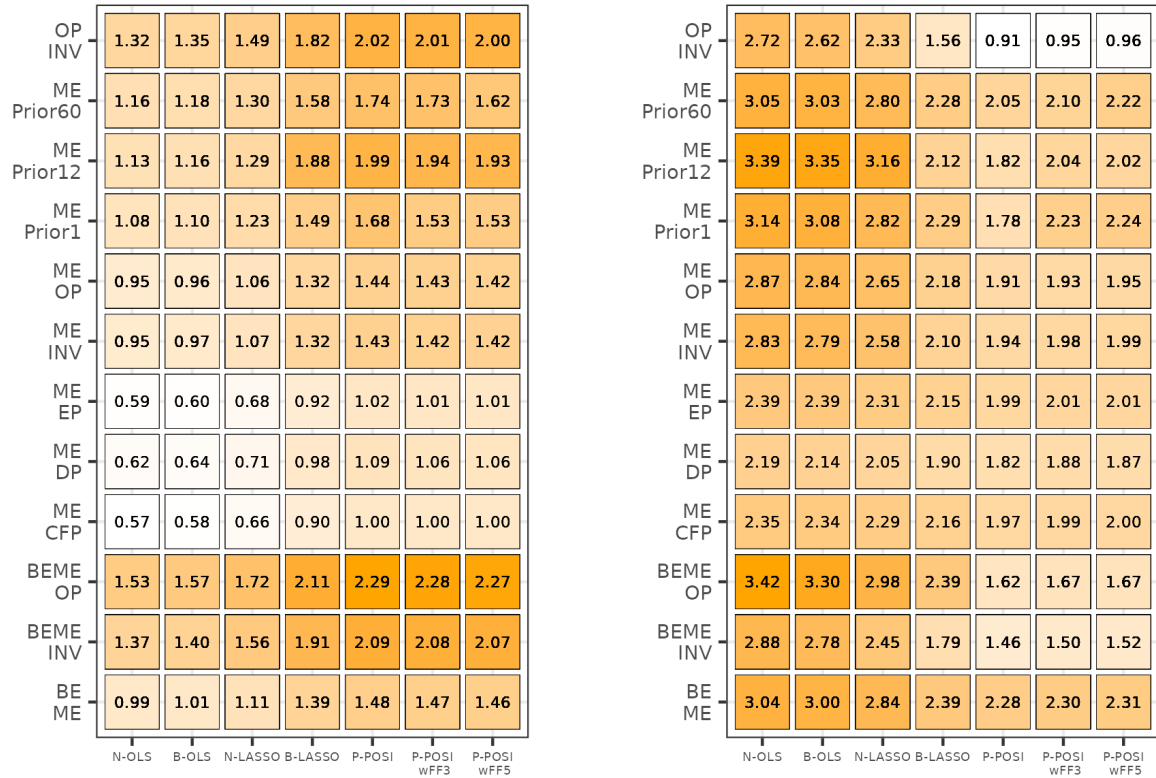 OP
INV
1.32 1.35 1.49 1.82 2.02 2.01 2.00
ME
Prior60
1.16 1.18 1.30 1.58 1.74 1.73 1.62
ME
Prior12
1.13 1.16 1.29 1.88 1.99 1.94 1.93
ME
Prior1
1.08 1.10 1.23 1.49 1.68 1.53 1.53
ME
OP
0.95 0.96 1.06 1.32 1.44 1.43 1.42
ME
INV
0.95 0.97 1.07 1.32 1.43 1.42 1.42
ME
EP
0.59 0.60 0.68 0.92 1.02 1.01 1.01
ME
DP
0.62 0.64 0.71 0.98 1.09 1.06 1.06
ME
CFP
0.57 0.58 0.66 0.90 1.00 1.00 1.00
BEME
OP
1.53 1.57 1.72 2.11 2.29 2.28 2.27
BEME
INV
1.37 1.40 1.56 1.91 2.09 2.08 2.07
BE
ME
0.99 1.01 1.11 1.39 1.48 1.47 1.46
N-OLS B-OLS N-LASSO B-LASSO P-POSI P-POSI P-POSI
wFF3 wFF5
OP
INV
2.72 2.62 2.33 1.56 0.91 0.95 0.96
ME
Prior60
3.05 3.03 2.80 2.28 2.05 2.10 2.22
ME
Prior12
3.39 3.35 3.16 2.12 1.82 2.04 2.02
ME
Prior1
3.14 3.08 2.82 2.29 1.78 2.23 2.24
ME
OP
2.87 2.84 2.65 2.18 1.91 1.93 1.95
ME
INV
2.83 2.79 2.58 2.10 1.94 1.98 1.99
ME
EP
2.39 2.39 2.31 2.15 1.99 2.01 2.01
ME
DP
2.19 2.14 2.05 1.90 1.82 1.88 1.87
ME
CFP
2.35 2.34 2.29 2.16 1.97 1.99 2.00
BEME
OP
3.42 3.30 2.98 2.39 1.62 1.67 1.67
BEME
INV
2.88 2.78 2.45 1.79 1.46 1.50 1.52
BE
ME
3.04 3.00 2.84 2.39 2.28 2.30 2.31
N-OLS B-OLS N-LASSO B-LASSO P-POSI P-POSI P-POSI
wFF3 wFF5